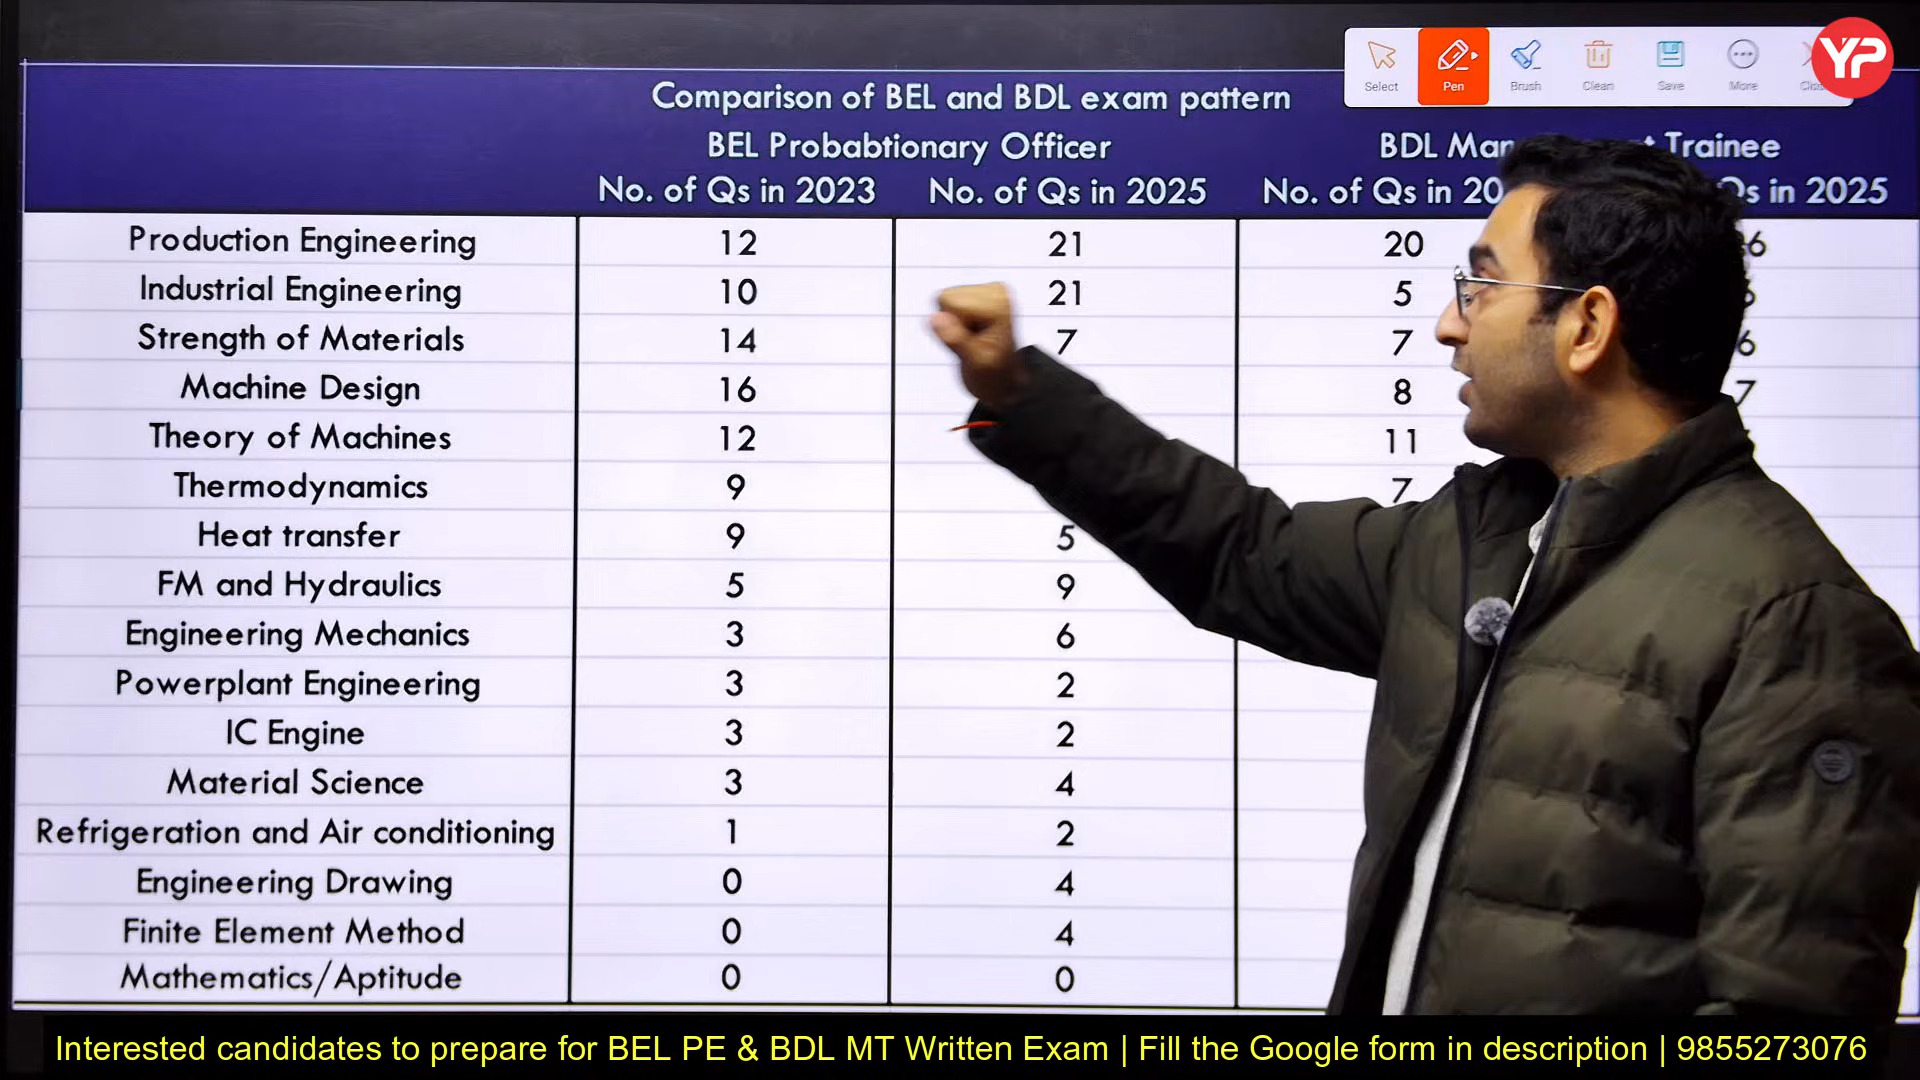 Select Pen Brush Clean Save More
YP
Comparison of BEL and BDL exam pattern
BEL Probabtionary Officer BDL Trainee
No. of Qs in 2023 No. of Qs in 2025 No. of Qs in Qs in 2025
Production Engineering 12 21 20
Industrial Engineering 10 21 5
Strength of Materials 14 7 7
Machine Design 16 8 7
Theory of Machines 12 11
Thermodynamics 9 7
Heat transfer 9 5
FM and Hydraulics 5 9
Engineering Mechanics 3 6
Powerplant Engineering 3 2
IC Engine 3 2
Material Science 3 4
Refrigeration and Air conditioning 1 2
Engineering Drawing 0 4
Finite Element Method 0 4
Mathematics/Aptitude 0 0
Interested candidates to prepare for BEL PE & BDL MT Written Exam | Fill the Google form in description | 9855273076